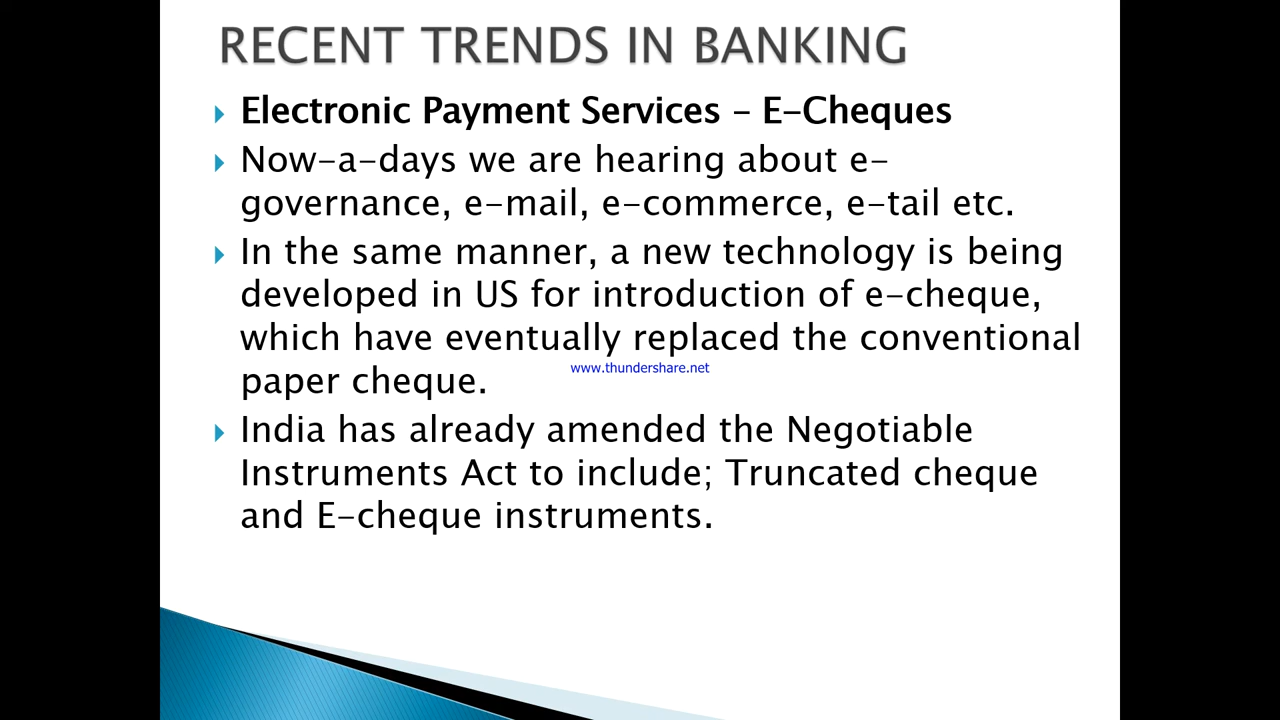 RECENT TRENDS IN BANKING
Electronic Payment Services – E-Cheques
Now-a-days we are hearing about e-
governance, e-mail, e-commerce, e-tail etc.
In the same manner, a new technology is being
developed in US for introduction of e-cheque,
which have eventually replaced the conventional
www.thundershare.net
paper cheque.
India has already amended the Negotiable
Instruments Act to include; Truncated cheque
and E-cheque instruments.